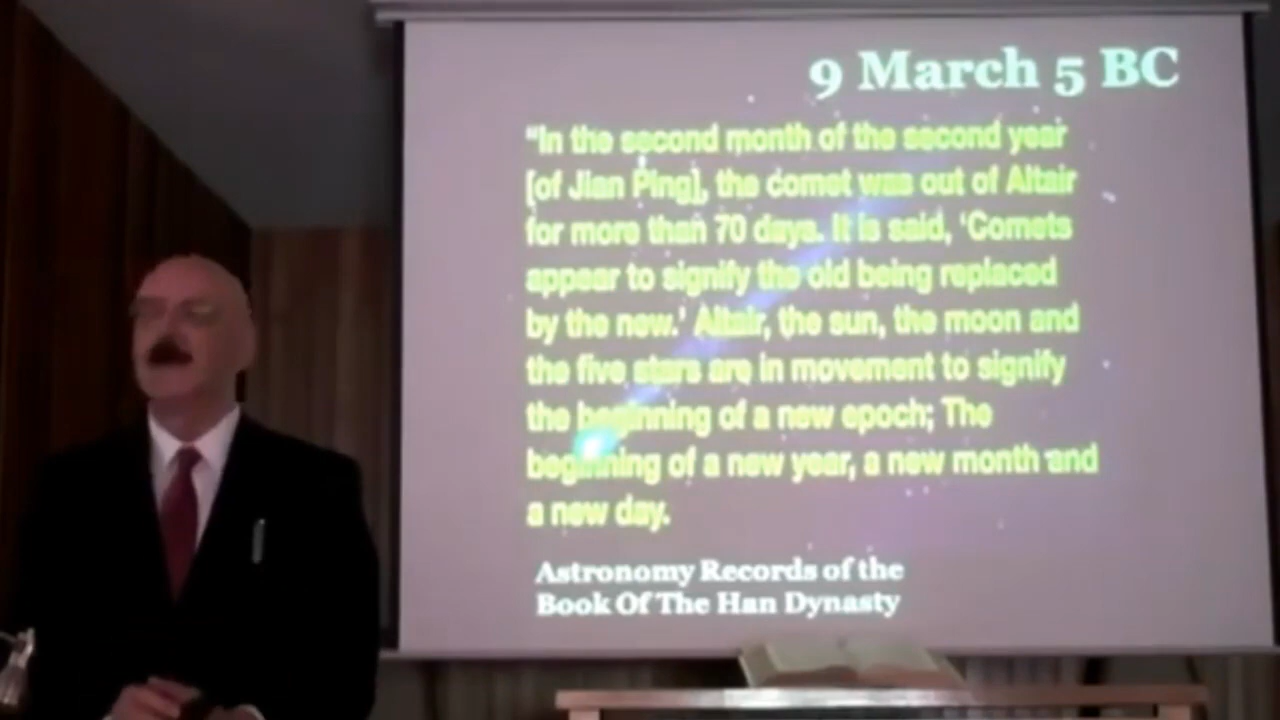 9 March 5 BC
“In the second month of the second year
[of Jian Ping], the comet was out of Altair
for more than 70 days. It is said, ‘Comets
appear to signify the old being replaced
by the new.’ Altair, the sun, the moon and
the five stars are in movement to signify
the beginning of a new epoch; The
beginning of a new year, a new month and
a new day.
Astronomy Records of the
Book Of The Han Dynasty